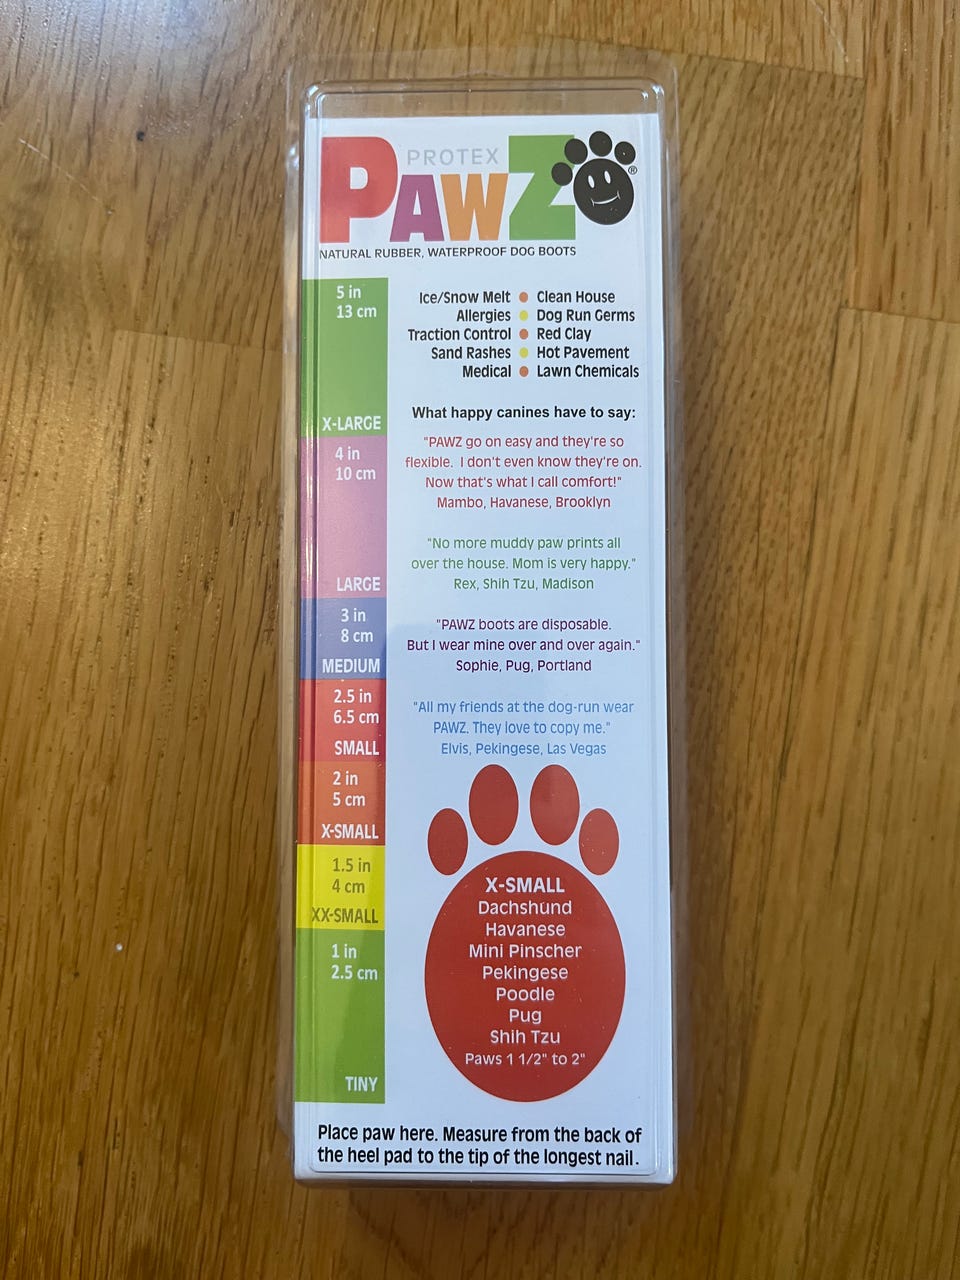 PROTEX
PAWZ®
NATURAL RUBBER, WATERPROOF DOG BOOTS
5 in
13 cm
X-LARGE
4 in
10 cm
LARGE
3 in
8 cm
MEDIUM
2.5 in
6.5 cm
SMALL
2 in
5 cm
X-SMALL
1.5 in
4 cm
XX-SMALL
1 in
2.5 cm
TINY
Ice/Snow Melt • Clean House
Allergies • Dog Run Germs
Traction Control • Red Clay
Sand Rashes • Hot Pavement
Medical • Lawn Chemicals
What happy canines have to say:
"PAWZ go on easy and they're so
flexible. I don't even know they're on.
Now that's what I call comfort!"
Mambo, Havanese, Brooklyn
"No more muddy paw prints all
over the house. Mom is very happy."
Rex, Shih Tzu, Madison
"PAWZ boots are disposable.
But I wear mine over and over again."
Sophie, Pug, Portland
"All my friends at the dog-run wear
PAWZ. They love to copy me."
Elvis, Pekingese, Las Vegas
X-SMALL
Dachshund
Havanese
Mini Pinscher
Pekingese
Poodle
Pug
Shih Tzu
Paws 1 1/2" to 2"
Place paw here. Measure from the back of
the heel pad to the tip of the longest nail.